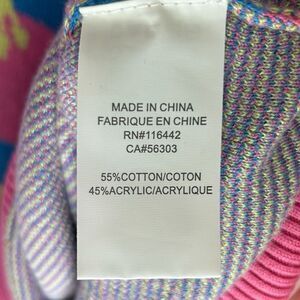 MADE IN CHINA
FABRIQUE EN CHINE
RN#116442
CA#56303
55%COTTON/COTON
45%ACRYLIC/ACRYLIQUE